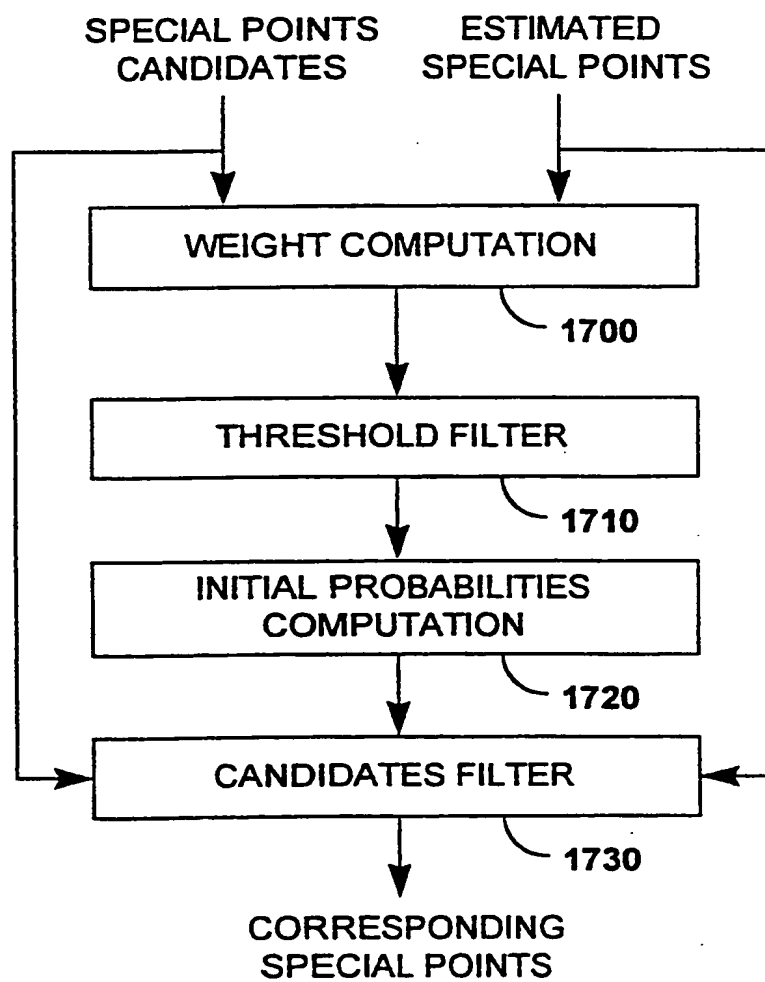 SPECIAL POINTS
CANDIDATES
ESTIMATED
SPECIAL POINTS
WEIGHT COMPUTATION
1700
THRESHOLD FILTER
1710
INITIAL PROBABILITIES
COMPUTATION
1720
CANDIDATES FILTER
1730
CORRESPONDING
SPECIAL POINTS